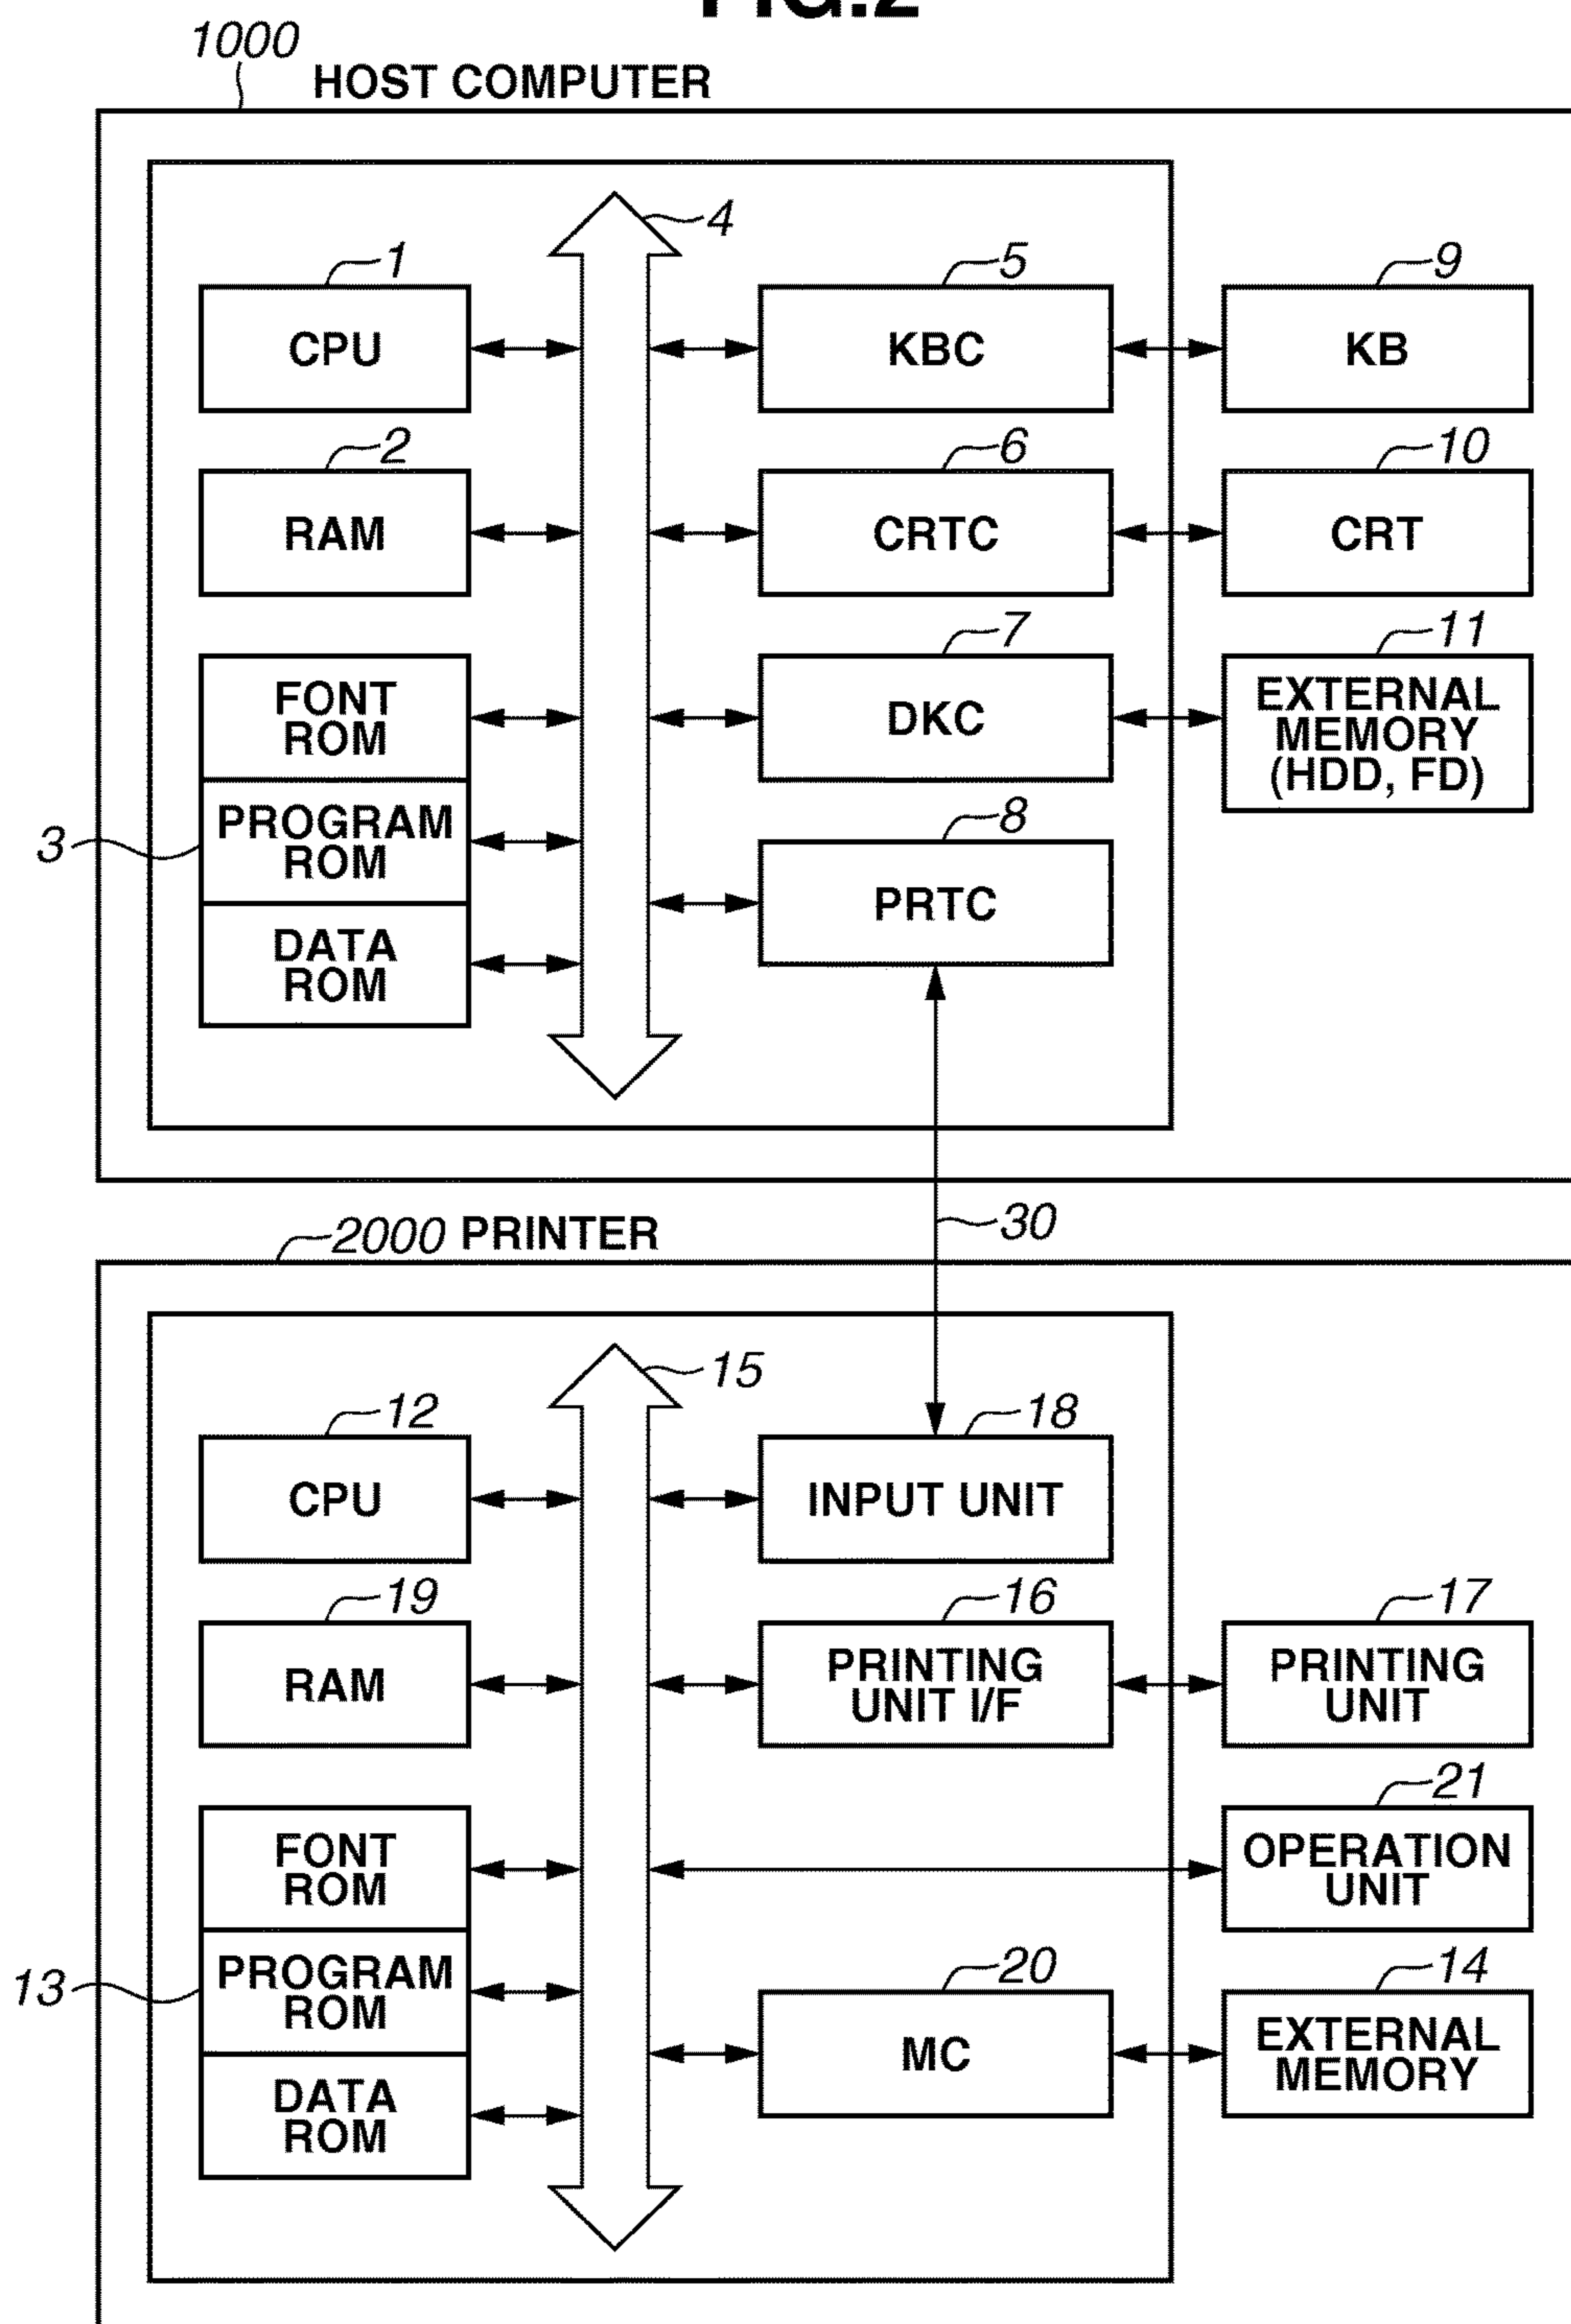 FIG.2
1000
HOST COMPUTER
4
1
5
9
CPU
KBC
KB
2
6
10
RAM
CRTC
CRT
7
11
FONT
ROM
DKC
EXTERNAL
MEMORY
(HDD, FD)
3
PROGRAM
ROM
8
PRTC
DATA
ROM
30
2000 PRINTER
15
12
18
CPU
INPUT UNIT
19
16
17
RAM
PRINTING
UNIT I/F
PRINTING
UNIT
21
FONT
ROM
OPERATION
UNIT
13
PROGRAM
ROM
20
14
MC
EXTERNAL
MEMORY
DATA
ROM